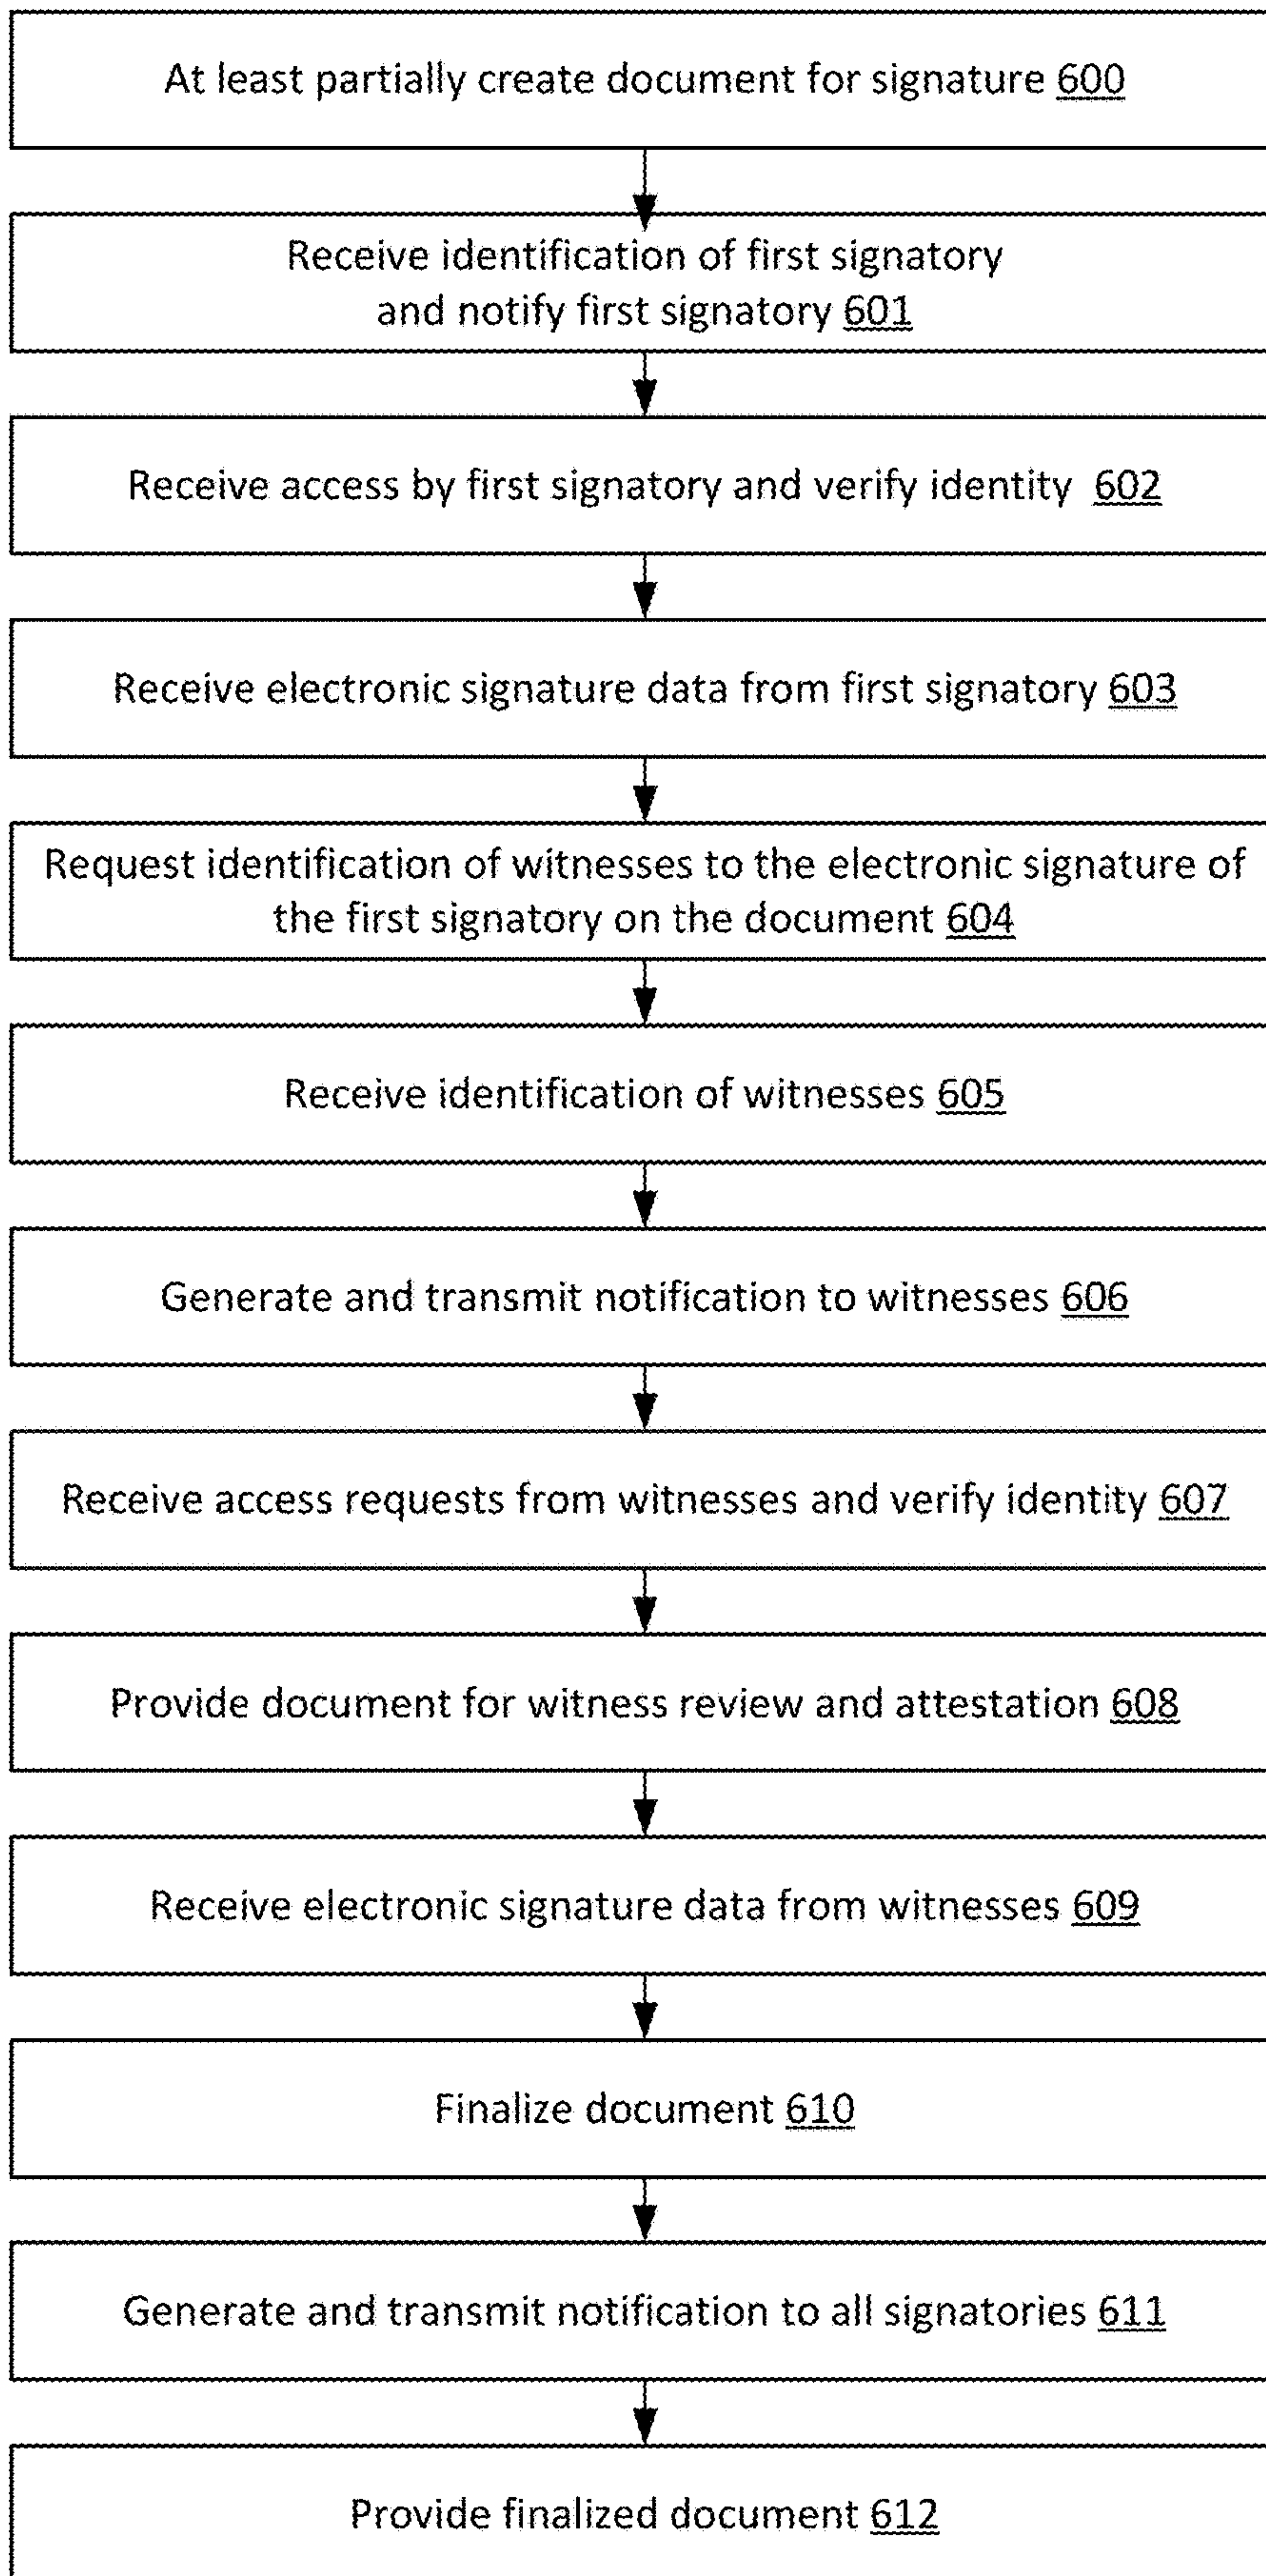 At least partially create document for signature 600
Receive identification of first signatory
and notify first signatory 601
Receive access by first signatory and verify identity 602
Receive electronic signature data from first signatory 603
Request identification of witnesses to the electronic signature of
the first signatory on the document 604
Receive identification of witnesses 605
Generate and transmit notification to witnesses 606
Receive access requests from witnesses and verify identity 607
Provide document for witness review and attestation 608
Receive electronic signature data from witnesses 609
Finalize document 610
Generate and transmit notification to all signatories 611
Provide finalized document 612